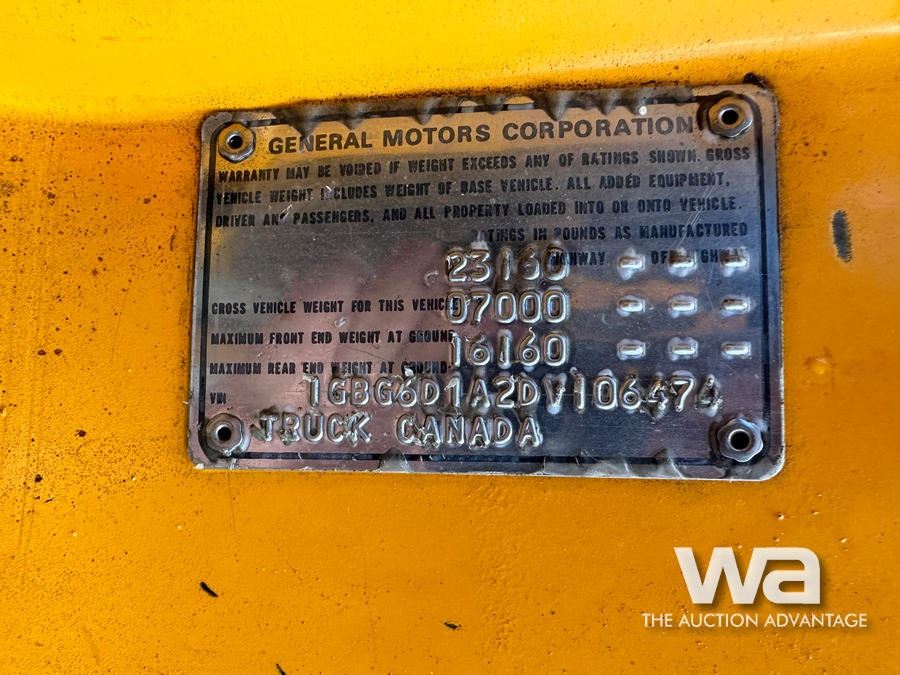 GENERAL MOTORS CORPORATION
WARRANTY MAY BE VOIDED IF WEIGHT EXCEEDS ANY OF RATINGS SHOWN. GROSS
VEHICLE WEIGHT INCLUDES WEIGHT OF BASE VEHICLE. ALL ADDED EQUIPMENT,
DRIVER AND PASSENGERS, AND ALL PROPERTY LOADED INTO OR ONTO VEHICLE.
RATINGS IN POUNDS AS MANUFACTURED
HIGHWAY OFF HIGHWAY
GROSS VEHICLE WEIGHT FOR THIS VEHICLE 23160 - - -
MAXIMUM FRONT END WEIGHT AT GROUND 07000 - - -
MAXIMUM REAR END WEIGHT AT GROUND 16160 - - -
VIN 1GBG6D1A2DV106474
TRUCK CANADA
wa
THE AUCTION ADVANTAGE